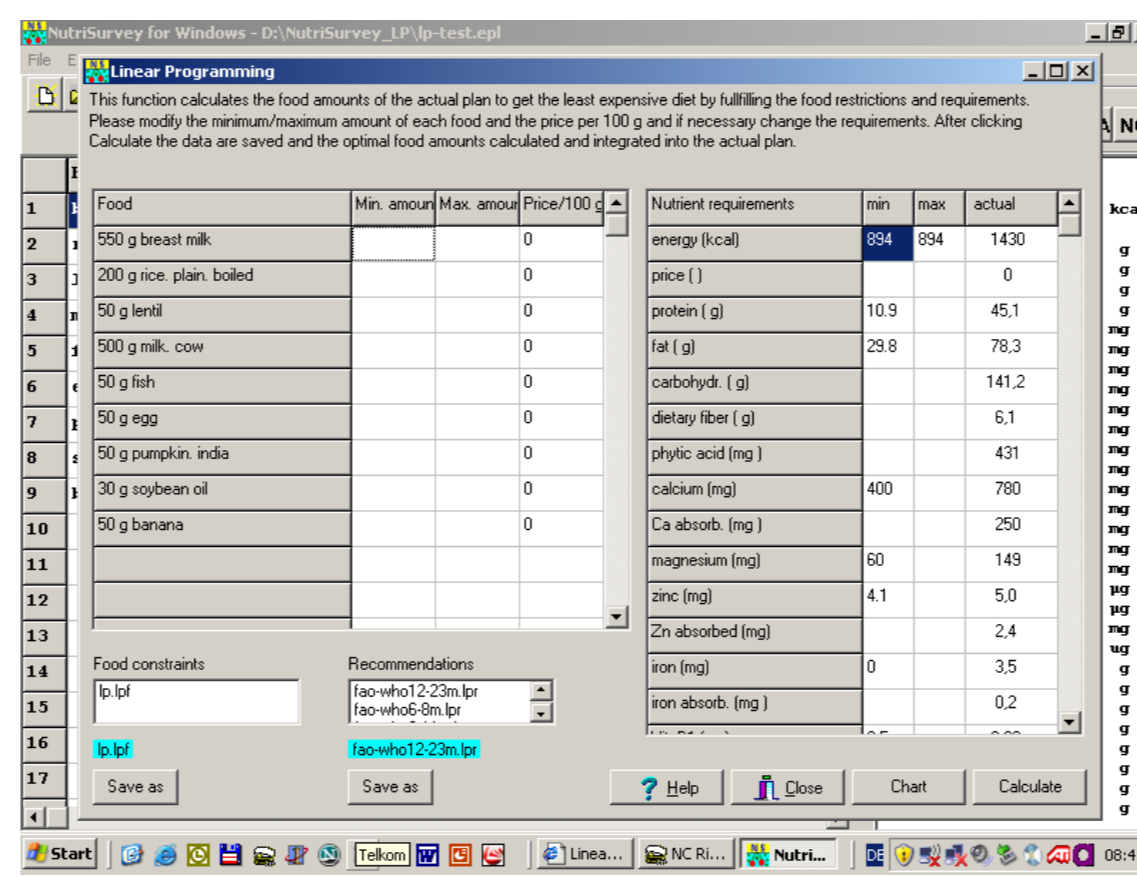 NutriSurvey for Windows - D:\NutriSurvey_LP\lp-test.epl
File E
Linear Programming
This function calculates the food amounts of the actual plan to get the least expensive diet by fullfilling the food restrictions and requirements.
Please modify the minimum/maximum amount of each food and the price per 100 g and if necessary change the requirements. After clicking
Calculate the data are saved and the optimal food amounts calculated and integrated into the actual plan.
Food Min. amoun Max. amour Price/100 g
550 g breast milk 0
200 g rice. plain. boiled 0
50 g lentil 0
500 g milk. cow 0
50 g fish 0
50 g egg 0
50 g pumpkin. india 0
30 g soybean oil 0
50 g banana 0
Nutrient requirements min max actual
energy (kcal) 894 894 1430
price ( ) 0
protein ( g) 10.9 45,1
fat ( g) 29.8 78,3
carbohydr. ( g) 141,2
dietary fiber ( g) 6,1
phytic acid (mg ) 431
calcium (mg) 400 780
Ca absorb. (mg ) 250
magnesium (mg) 60 149
zinc (mg) 4.1 5,0
Zn absorbed (mg) 2,4
iron (mg) 0 3,5
iron absorb. (mg ) 0,2
Food constraints
lp.lpf
lp.lpf
Save as
Recommendations
fao-who12-23m.lpr
fao-who6-8m.lpr
fao-who12-23m.lpr
Save as
? Help
Close
Chart
Calculate
1
2
3
4
5
6
7
8
9
10
11
12
13
14
15
16
17
kca
g
g
g
g
mg
mg
mg
mg
mg
mg
mg
mg
mg
mg
mg
mg
mg
µg
µg
mg
ug
g
g
g
g
g
g
g
g
Start Telkom W Linea... NC Ri... Nutri... DE 08:4